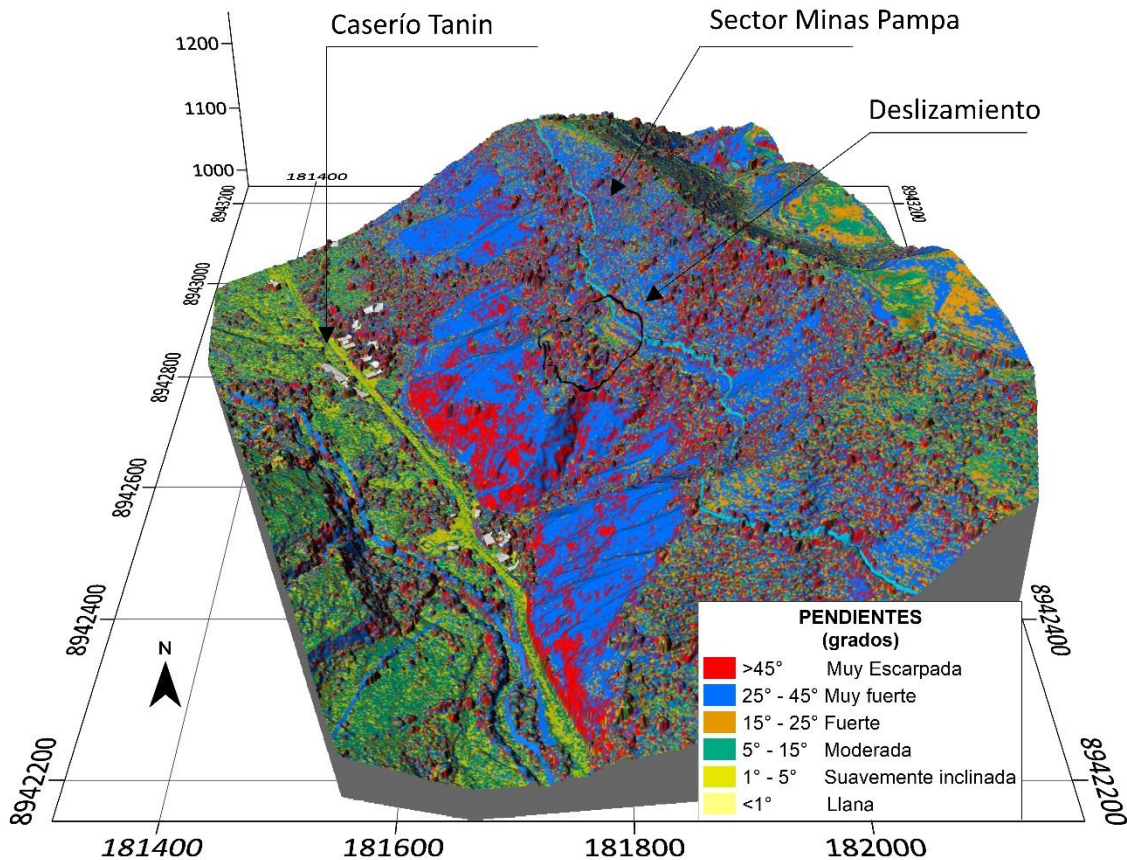 Caserío Tanin
Sector Minas Pampa
Deslizamiento
1200
1100
1000
181400
8943200
8943000
8942800
8942600
8942400
8942200
8943200
8942400
8942200
N
PENDIENTES
(grados)
>45° Muy Escarpada
25° - 45° Muy fuerte
15° - 25° Fuerte
5° - 15° Moderada
1° - 5° Suavemente inclinada
<1° Llana
181400
181600
181800
182000